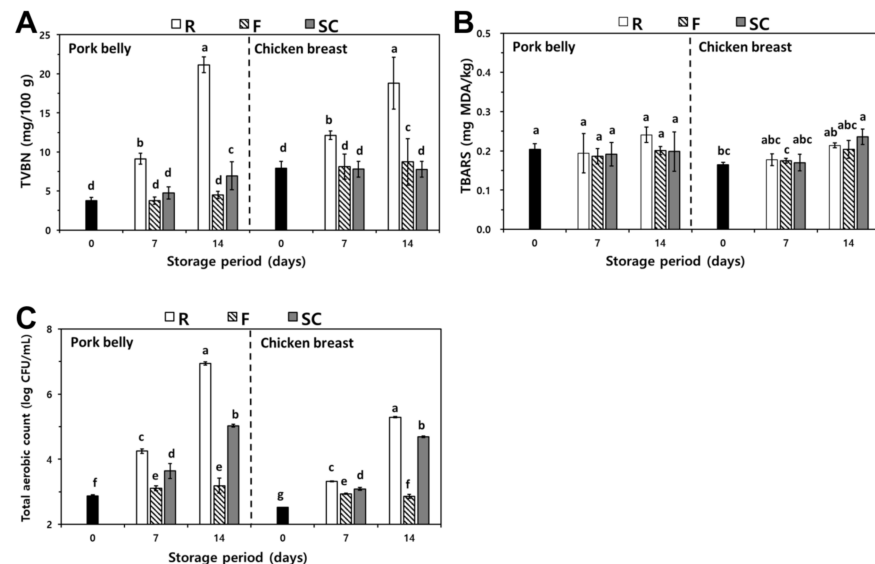 A
R F SC
Pork belly Chicken breast
TVBN (mg/100 g)
25
20
15
10
5
0
d b d d a d c d b d d a c d
0 7 14 0 7 14
Storage period (days)
B
R F SC
Pork belly Chicken breast
TBARS (mg MDA/kg)
0.5
0.4
0.3
0.2
0.1
0.0
a a a a a a a bc abc c abc ab abc a
0 7 14 0 7 14
Storage period (days)
C
R F SC
Pork belly Chicken breast
Total aerobic count (log CFU/mL)
8
6
4
2
f c e d a e b g c e d a f b
0 7 14 0 7 14
Storage period (days)